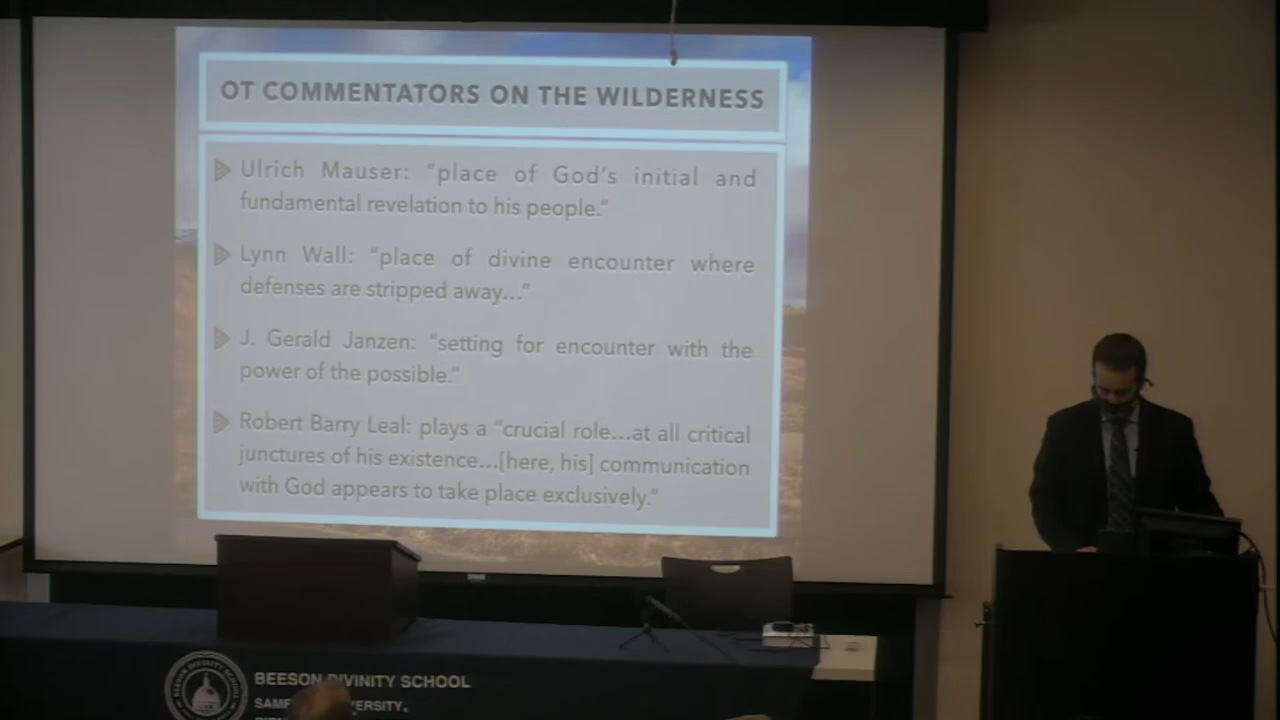 OT COMMENTATORS ON THE WILDERNESS
Ulrich Mauser: “place of God’s initial and
fundamental revelation to his people.”
Lynn Wall: “place of divine encounter where
defenses are stripped away...”
J. Gerald Janzen: “setting for encounter with the
power of the possible.”
Robert Barry Leal: plays a “crucial role...at all critical
junctures of his existence...[here, his] communication
with God appears to take place exclusively.”
BEESON DIVINITY SCHOOL